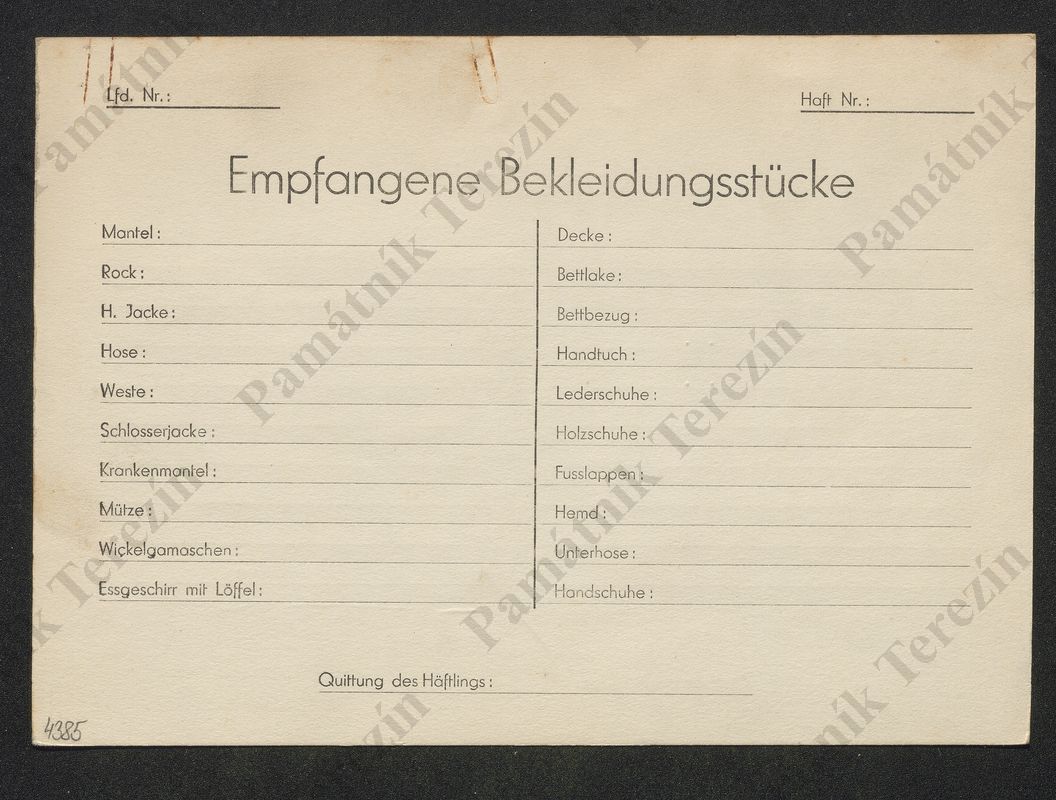 Lfd. Nr.:
Haft Nr.:
Empfangene Bekleidungsstücke
Mantel:
Rock:
H. Jacke:
Hose:
Weste:
Schlosserjacke:
Krankenmantel:
Mütze:
Wickelgamaschen:
Essgeschirr mit Löffel:
Decke:
Bettlake:
Bettbezug:
Handtuch:
Lederschuhe:
Holzschuhe:
Fusslappen:
Hemd:
Unterhose:
Handschuhe:
Quittung des Häftlings:
4385
Památník Terezín
Památník Terezín
Památník Terezín
Památník Terezín